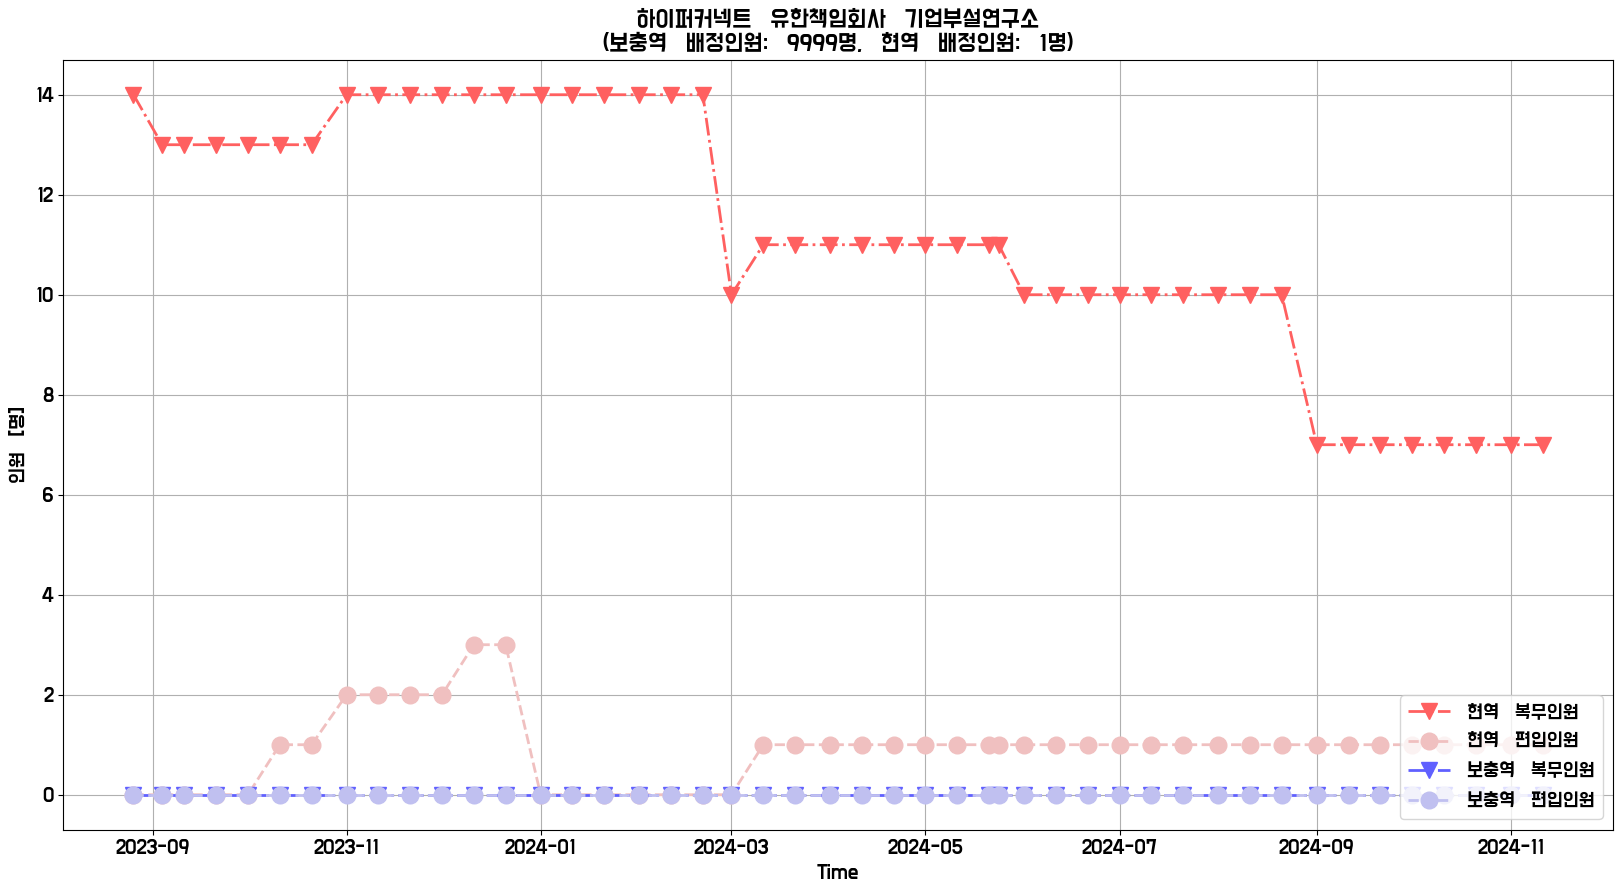 하이퍼커넥트 유한책임회사 기업부설연구소
(보충역 배정인원: 9999명, 현역 배정인원: 1명)
인원 [명]
14
12
10
8
6
4
2
0
현역 복무인원
현역 편입인원
보충역 복무인원
보충역 편입인원
2023-09 2023-11 2024-01 2024-03 2024-05 2024-07 2024-09 2024-11
Time